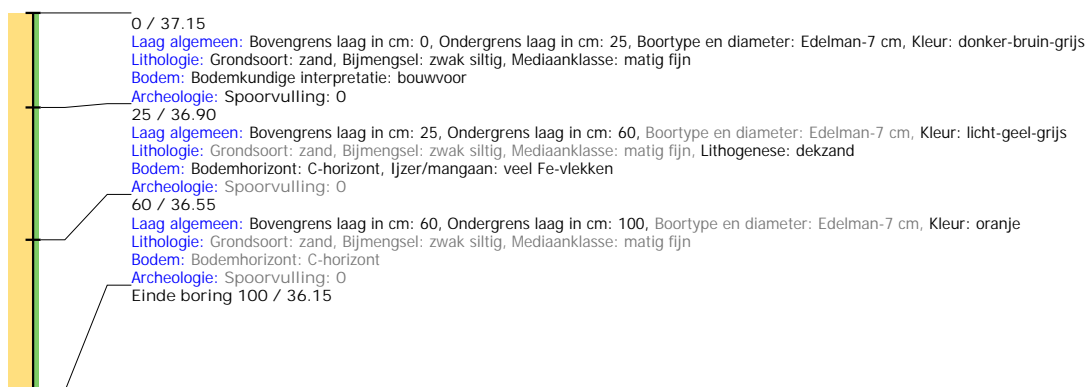 0 / 37.15
Laag algemeen: Bovengrens laag in cm: 0, Ondergrens laag in cm: 25, Boortype en diameter: Edelman-7 cm, Kleur: donker-bruin-grijs
Lithologie: Grondsoort: zand, Bijmengsel: zwak siltig, Mediaanklasse: matig fijn
Bodem: Bodemkundige interpretatie: bouwvoor
Archeologie: Spoorvulling: 0
25 / 36.90
Laag algemeen: Bovengrens laag in cm: 25, Ondergrens laag in cm: 60, Boortype en diameter: Edelman-7 cm, Kleur: licht-geel-grijs
Lithologie: Grondsoort: zand, Bijmengsel: zwak siltig, Mediaanklasse: matig fijn, Lithogenese: dekzand
Bodem: Bodemhorizont: C-horizont, Ijzer/mangaan: veel Fe-vlekken
Archeologie: Spoorvulling: 0
60 / 36.55
Laag algemeen: Bovengrens laag in cm: 60, Ondergrens laag in cm: 100, Boortype en diameter: Edelman-7 cm, Kleur: oranje
Lithologie: Grondsoort: zand, Bijmengsel: zwak siltig, Mediaanklasse: matig fijn
Bodem: Bodemhorizont: C-horizont
Archeologie: Spoorvulling: 0
Einde boring 100 / 36.15